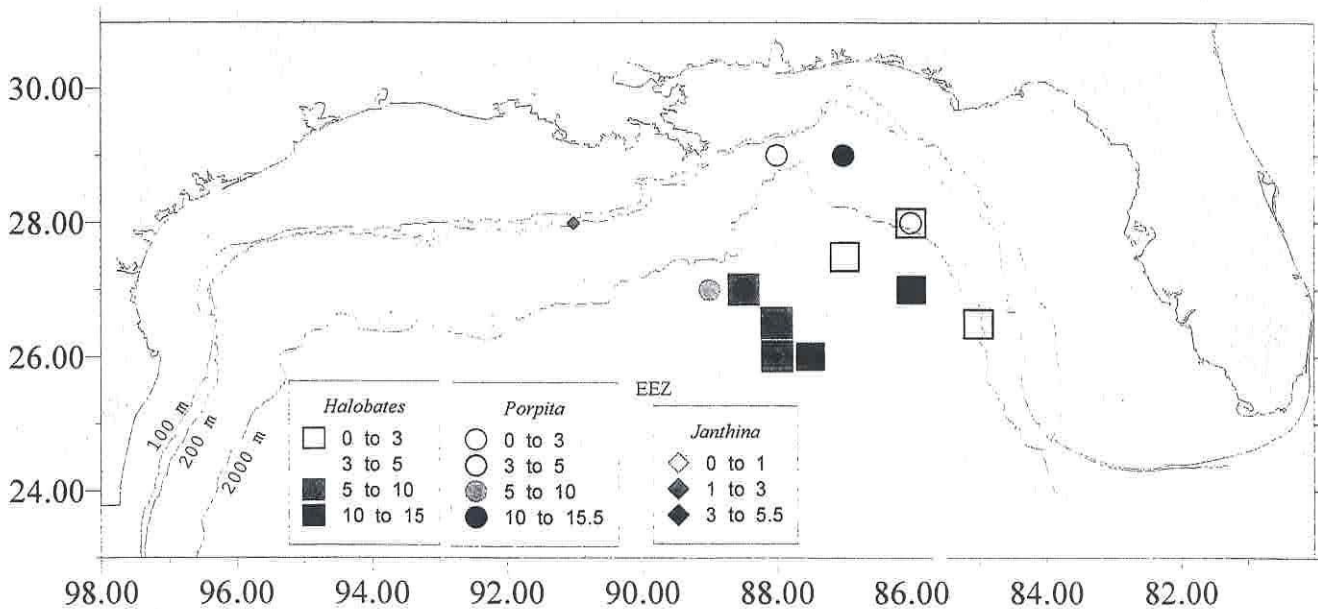 30.00
28.00
26.00
24.00
100 m
200 m
2000 m
EEZ
Halobates
0 to 3
3 to 5
5 to 10
10 to 15
Porpita
0 to 3
3 to 5
5 to 10
10 to 15.5
Janthina
0 to 1
1 to 3
3 to 5.5
98.00 96.00 94.00 92.00 90.00 88.00 86.00 84.00 82.00